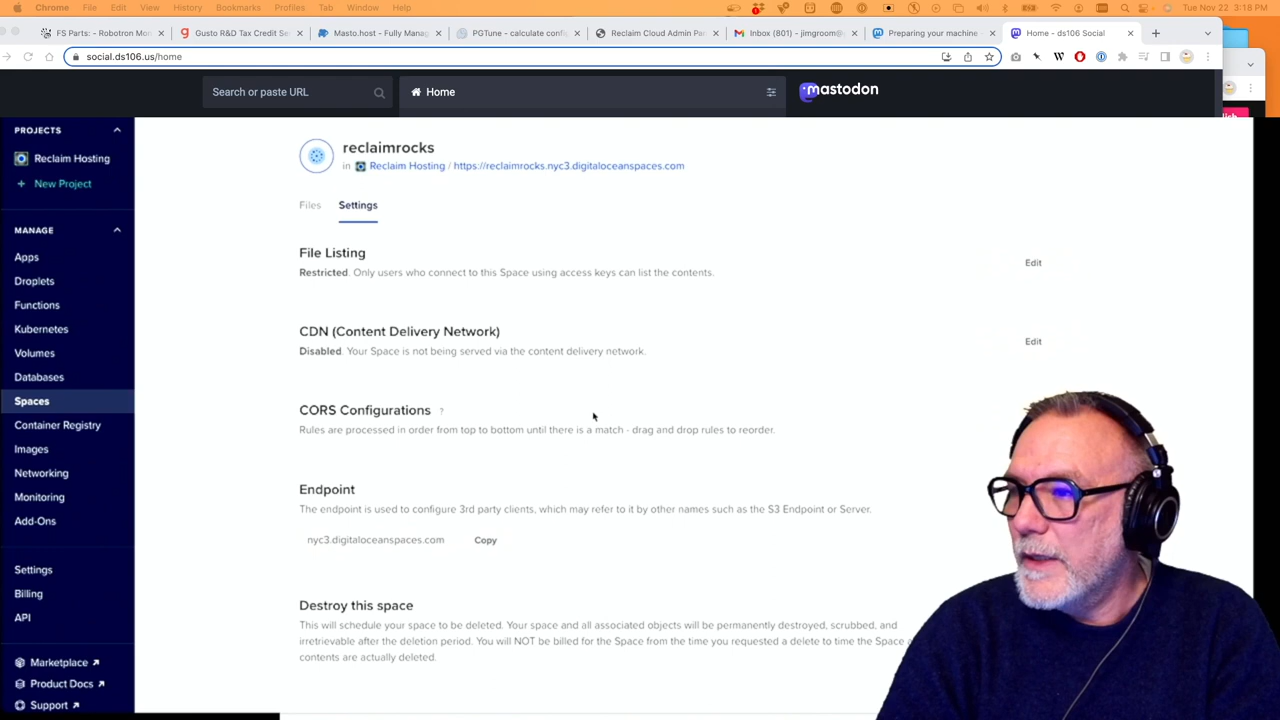 Chrome File Edit View History Bookmarks Profiles Tab Window Help Tue Nov 22 3:18 PM
FS Parts: - Robotron Mon Gusto R&D Tax Credit Se Masto.host - Fully Manag PGTune - calculate confi Reclaim Cloud Admin Pa Inbox (801) - jimgroom@ Preparing your machine Home - ds106 Social
social.ds106.us/home
Search or paste URL Home mastodon
PROJECTS
Reclaim Hosting
+ New Project
MANAGE
Apps
Droplets
Functions
Kubernetes
Volumes
Databases
Spaces
Container Registry
Images
Networking
Monitoring
Add-Ons
Settings
Billing
API
Marketplace
Product Docs
Support
reclaimrocks
in Reclaim Hosting / https://reclaimrocks.nyc3.digitaloceanspaces.com
Files Settings
File Listing
Restricted. Only users who connect to this Space using access keys can list the contents.
Edit
CDN (Content Delivery Network)
Disabled. Your Space is not being served via the content delivery network.
Edit
CORS Configurations ?
Rules are processed in order from top to bottom until there is a match - drag and drop rules to reorder.
Endpoint
The endpoint is used to configure 3rd party clients, which may refer to it by other names such as the S3 Endpoint or Server.
nyc3.digitaloceanspaces.com Copy
Destroy this space
This will schedule your space to be deleted. Your space and all associated objects will be permanently destroyed, scrubbed, and
irretrievable after the deletion period. You will NOT be billed for the Space from the time you requested a delete to time the Space
contents are actually deleted.